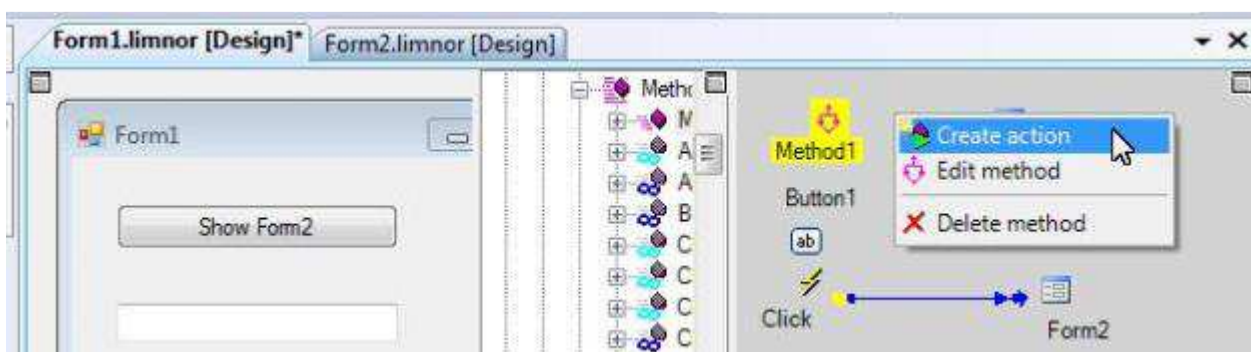 Form1.limnor [Design]* Form2.limnor [Design]
Form1
Show Form2
M
A
A
B
C
C
C
C
Method1
Create action
Edit method
Delete method
Button1
ab
Click
Form2